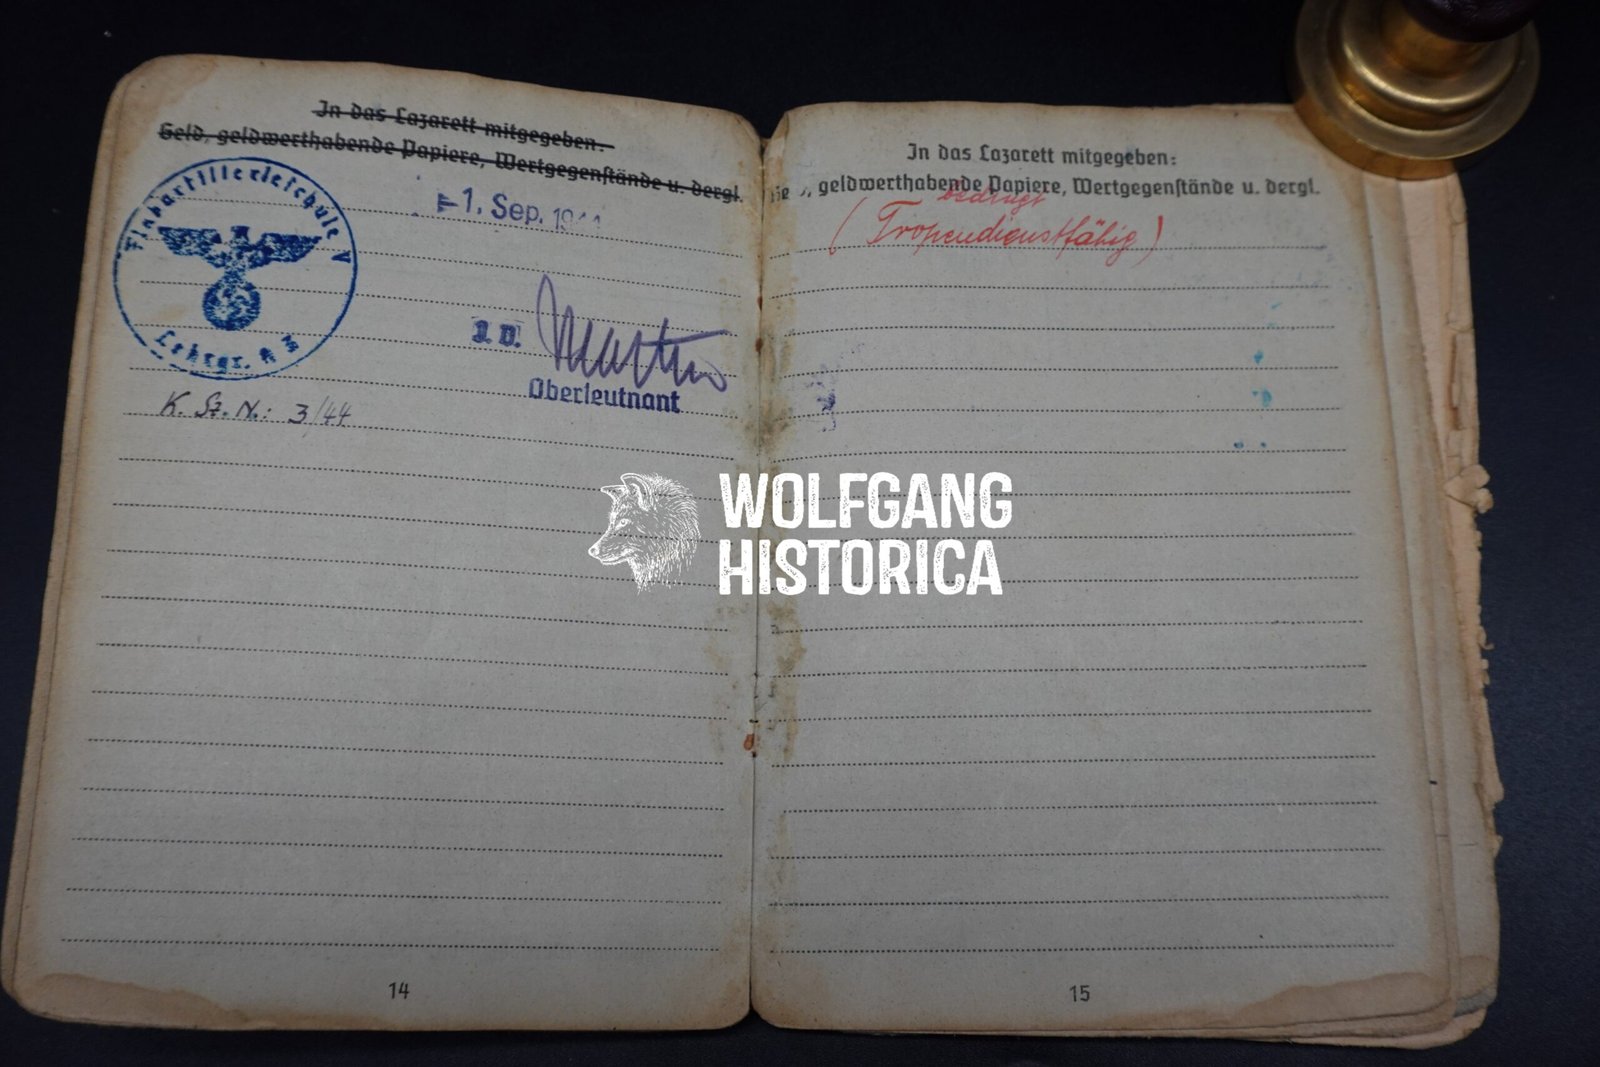 In das Lazarett mitgegeben:
Geld, geldwerthabende Papiere, Wertgegenstände u. dergl.
Flakartillerieschule V
Lehrgr.
-1. Sep. 1944
J. V.
Oberleutnant
K. St. N.: 3/44
14
In das Lazarett mitgegeben:
, geldwerthabende Papiere, Wertgegenstände u. dergl.
bedingt
(Tropendienstfähig)
15
WOLFGANG
HISTORICA